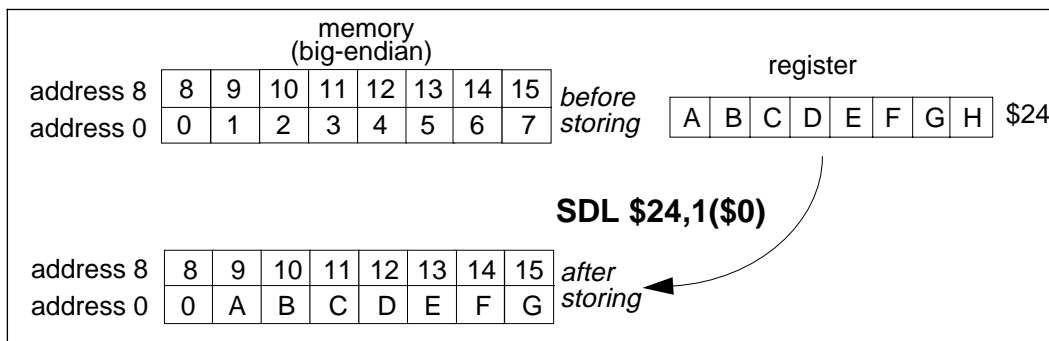 memory
(big-endian)
register
address 8 8 9 10 11 12 13 14 15 before
address 0 0 1 2 3 4 5 6 7 storing
A B C D E F G H $24
SDL $24,1($0)
address 8 8 9 10 11 12 13 14 15 after
address 0 0 A B C D E F G storing